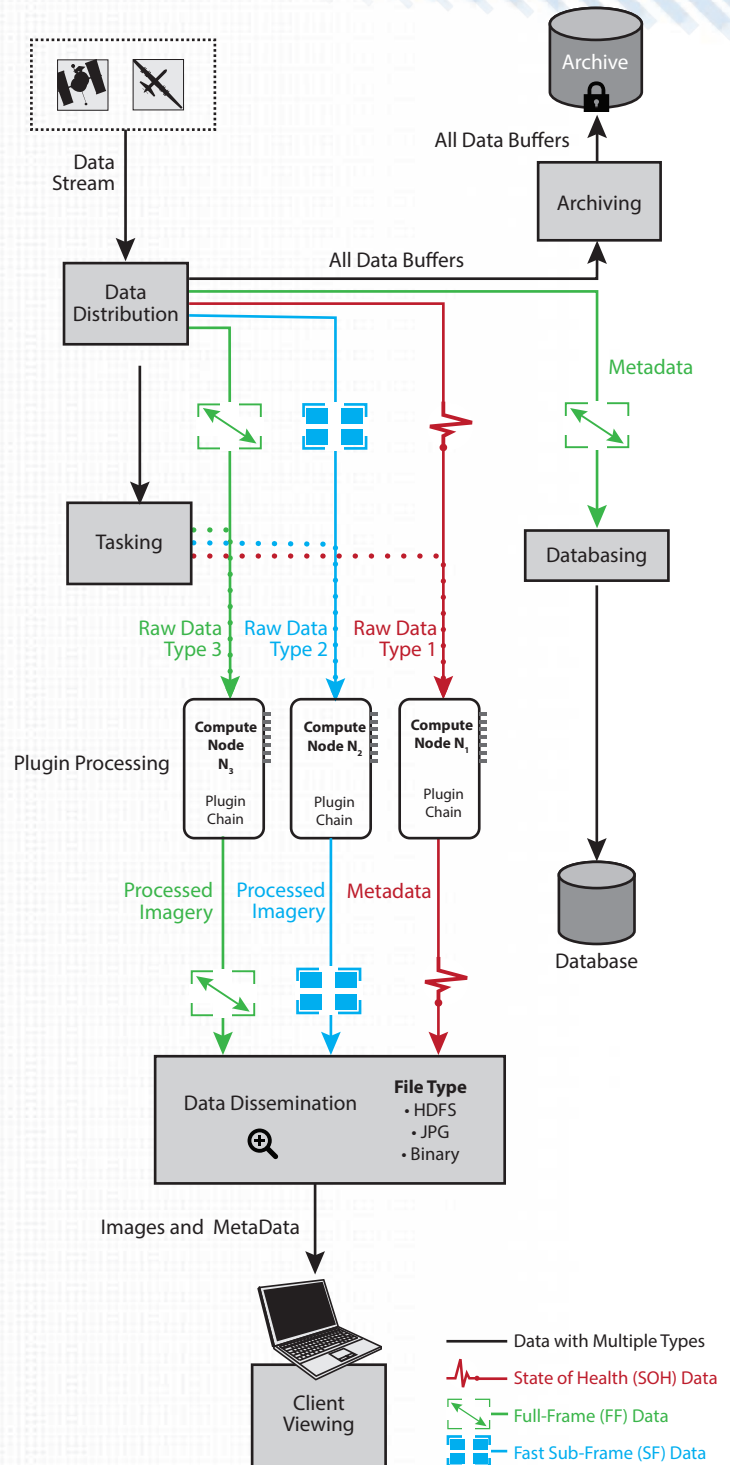 Archive
All Data Buffers
Data
Stream
Archiving
All Data Buffers
Data
Distribution
Metadata
Tasking
Databasing
Raw Data
Type 3
Raw Data
Type 2
Raw Data
Type 1
Plugin Processing
Compute
Node
N3
Plugin
Chain
Compute
Node N2
Plugin
Chain
Compute
Node N1
Plugin
Chain
Processed
Imagery
Processed
Imagery
Metadata
Database
Data Dissemination
File Type
• HDFS
• JPG
• Binary
Images and MetaData
Client
Viewing
Data with Multiple Types
State of Health (SOH) Data
Full-Frame (FF) Data
Fast Sub-Frame (SF) Data